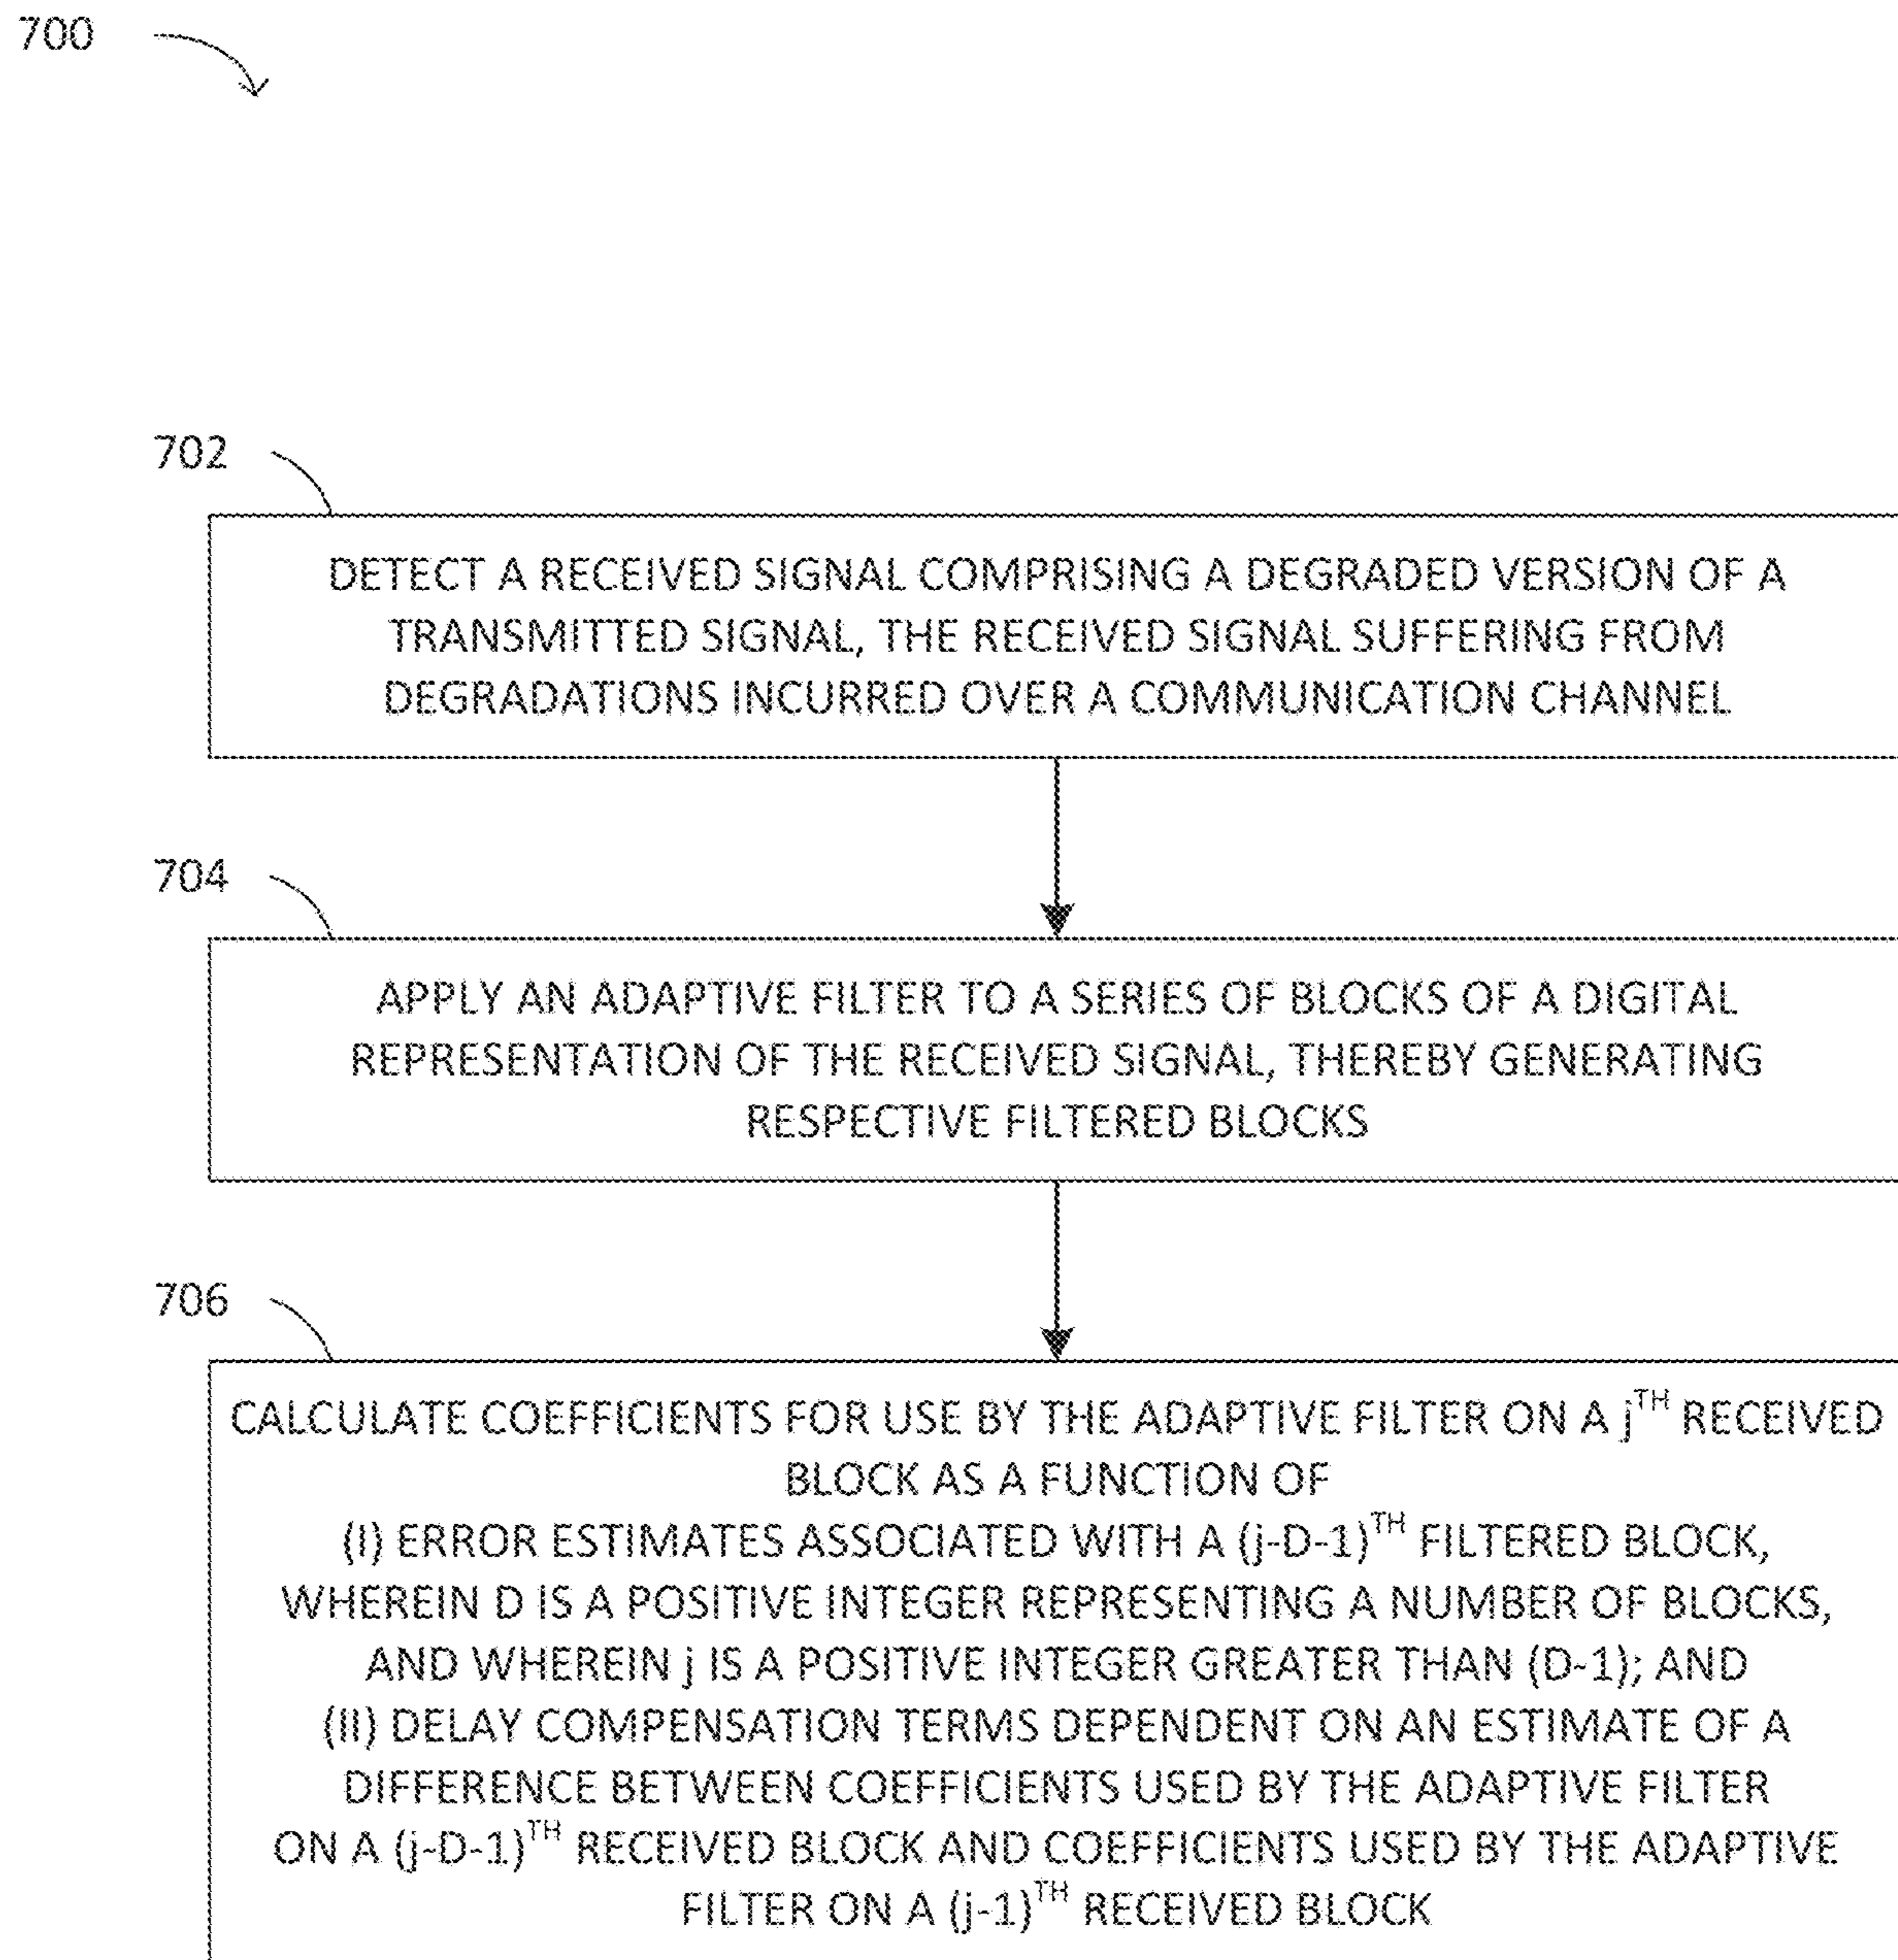 700
702
DETECT A RECEIVED SIGNAL COMPRISING A DEGRADED VERSION OF A
TRANSMITTED SIGNAL, THE RECEIVED SIGNAL SUFFERING FROM
DEGRADATIONS INCURRED OVER A COMMUNICATION CHANNEL
704
APPLY AN ADAPTIVE FILTER TO A SERIES OF BLOCKS OF A DIGITAL
REPRESENTATION OF THE RECEIVED SIGNAL, THEREBY GENERATING
RESPECTIVE FILTERED BLOCKS
706
CALCULATE COEFFICIENTS FOR USE BY THE ADAPTIVE FILTER ON A j^TH RECEIVED
BLOCK AS A FUNCTION OF
(I) ERROR ESTIMATES ASSOCIATED WITH A (j-D-1)^TH FILTERED BLOCK,
WHEREIN D IS A POSITIVE INTEGER REPRESENTING A NUMBER OF BLOCKS,
AND WHEREIN j IS A POSITIVE INTEGER GREATER THAN (D-1); AND
(II) DELAY COMPENSATION TERMS DEPENDENT ON AN ESTIMATE OF A
DIFFERENCE BETWEEN COEFFICIENTS USED BY THE ADAPTIVE FILTER
ON A (j-D-1)^TH RECEIVED BLOCK AND COEFFICIENTS USED BY THE ADAPTIVE
FILTER ON A (j-1)^TH RECEIVED BLOCK